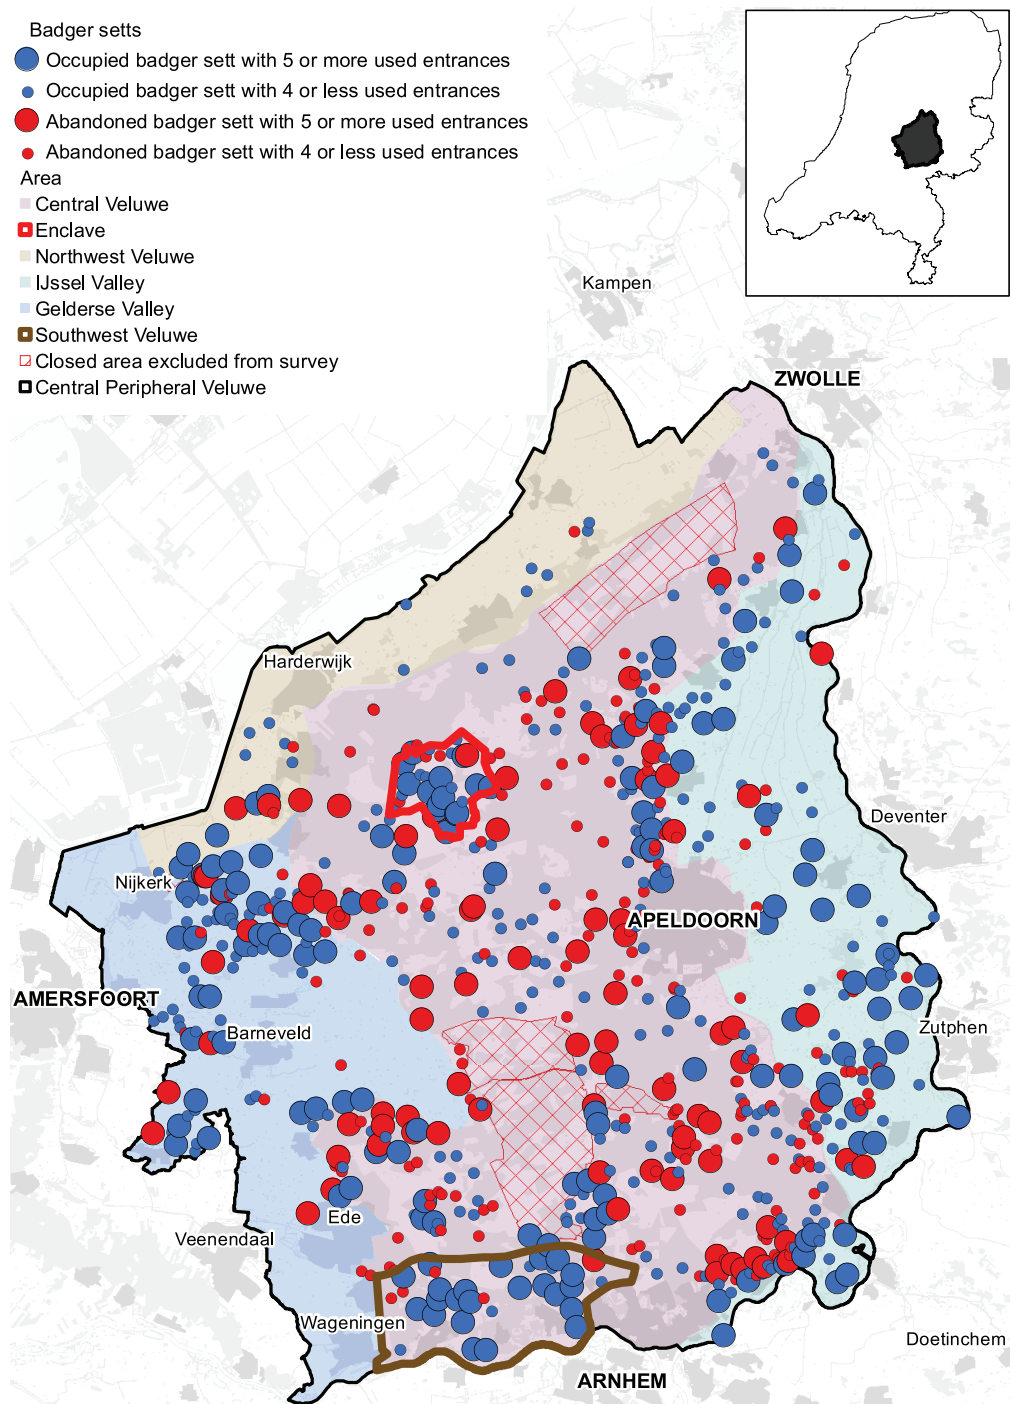 Badger setts
Occupied badger sett with 5 or more used entrances
Occupied badger sett with 4 or less used entrances
Abandoned badger sett with 5 or more used entrances
Abandoned badger sett with 4 or less used entrances
Area
Central Veluwe
Enclave
Northwest Veluwe
IJssel Valley
Gelderse Valley
Southwest Veluwe
Closed area excluded from survey
Central Peripheral Veluwe
Kampen
ZWOLLE
Harderwijk
Deventer
Nijkerk
APELDOORN
AMERSFOORT
Barneveld
Zutphen
Ede
Veenendaal
Wageningen
Doetinchem
ARNHEM